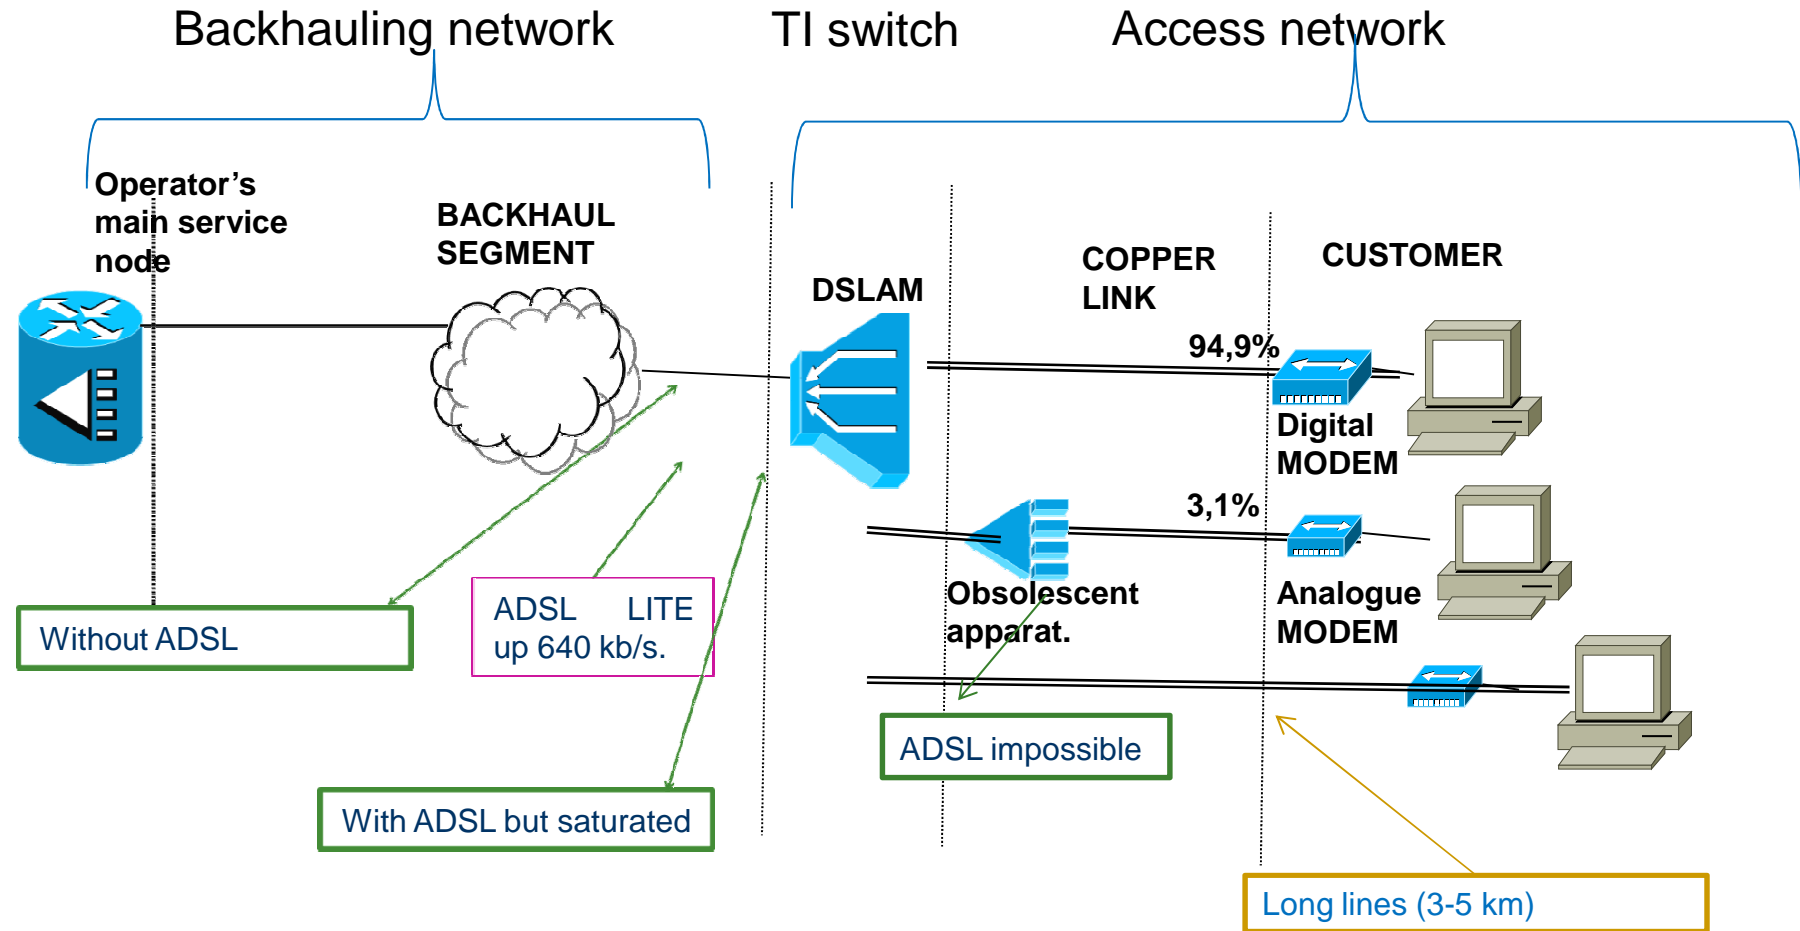 Backhauling network
TI switch
Access network
Operator’s
main service
node
BACKHAUL
SEGMENT
DSLAM
COPPER
LINK
CUSTOMER
94,9%
Digital
MODEM
3,1%
Obsolescent
apparat.
Analogue
MODEM
Without ADSL
ADSL LITE
up 640 kb/s.
ADSL impossible
With ADSL but saturated
Long lines (3-5 km)